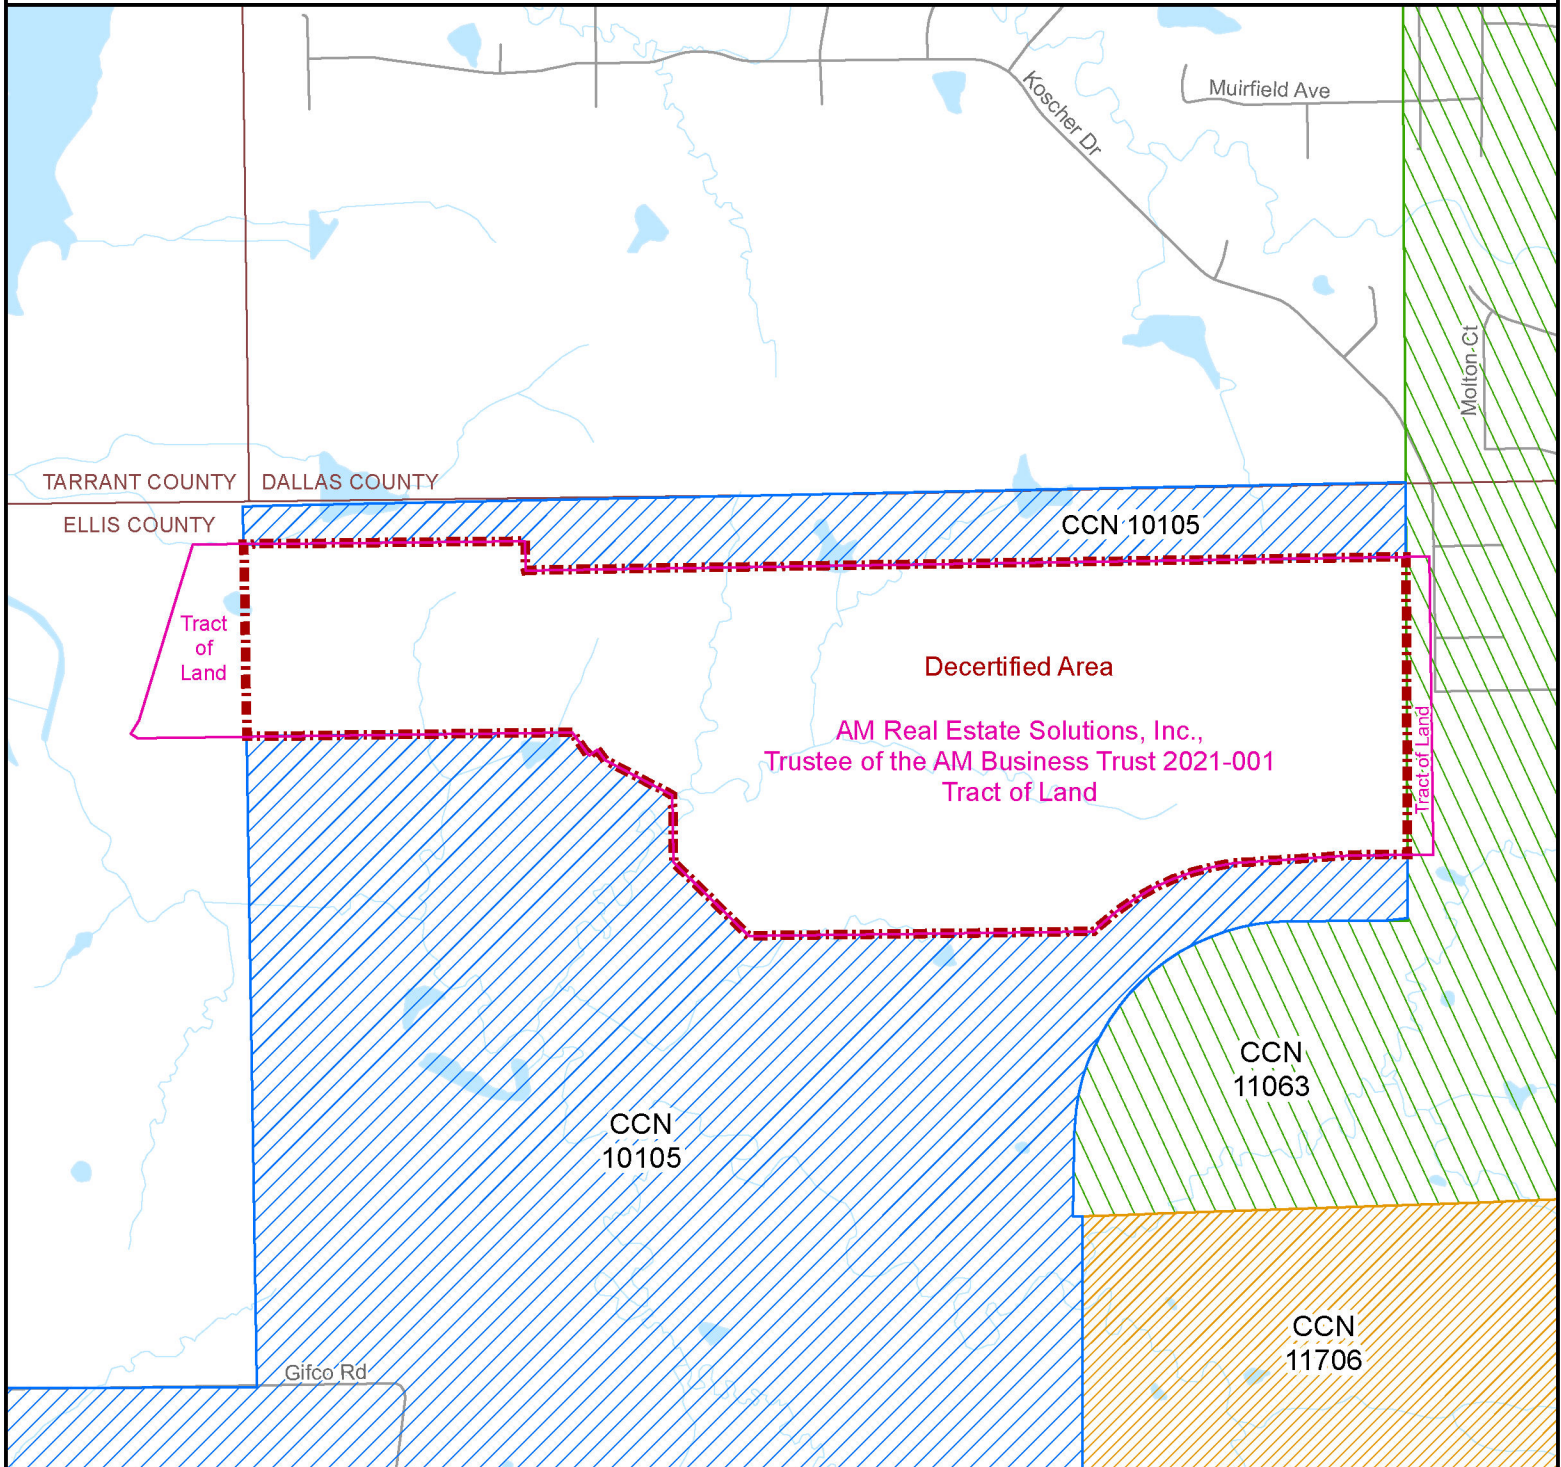 Muirfield Ave
Koscher Dr
Molton Ct
TARRANT COUNTY
DALLAS COUNTY
ELLIS COUNTY
CCN 10105
Tract
of
Land
Decertified Area
AM Real Estate Solutions, Inc.,
Trustee of the AM Business Trust 2021-001
Tract of Land
Tract of Land
CCN
11063
CCN
10105
CCN
11706
Gifco Rd